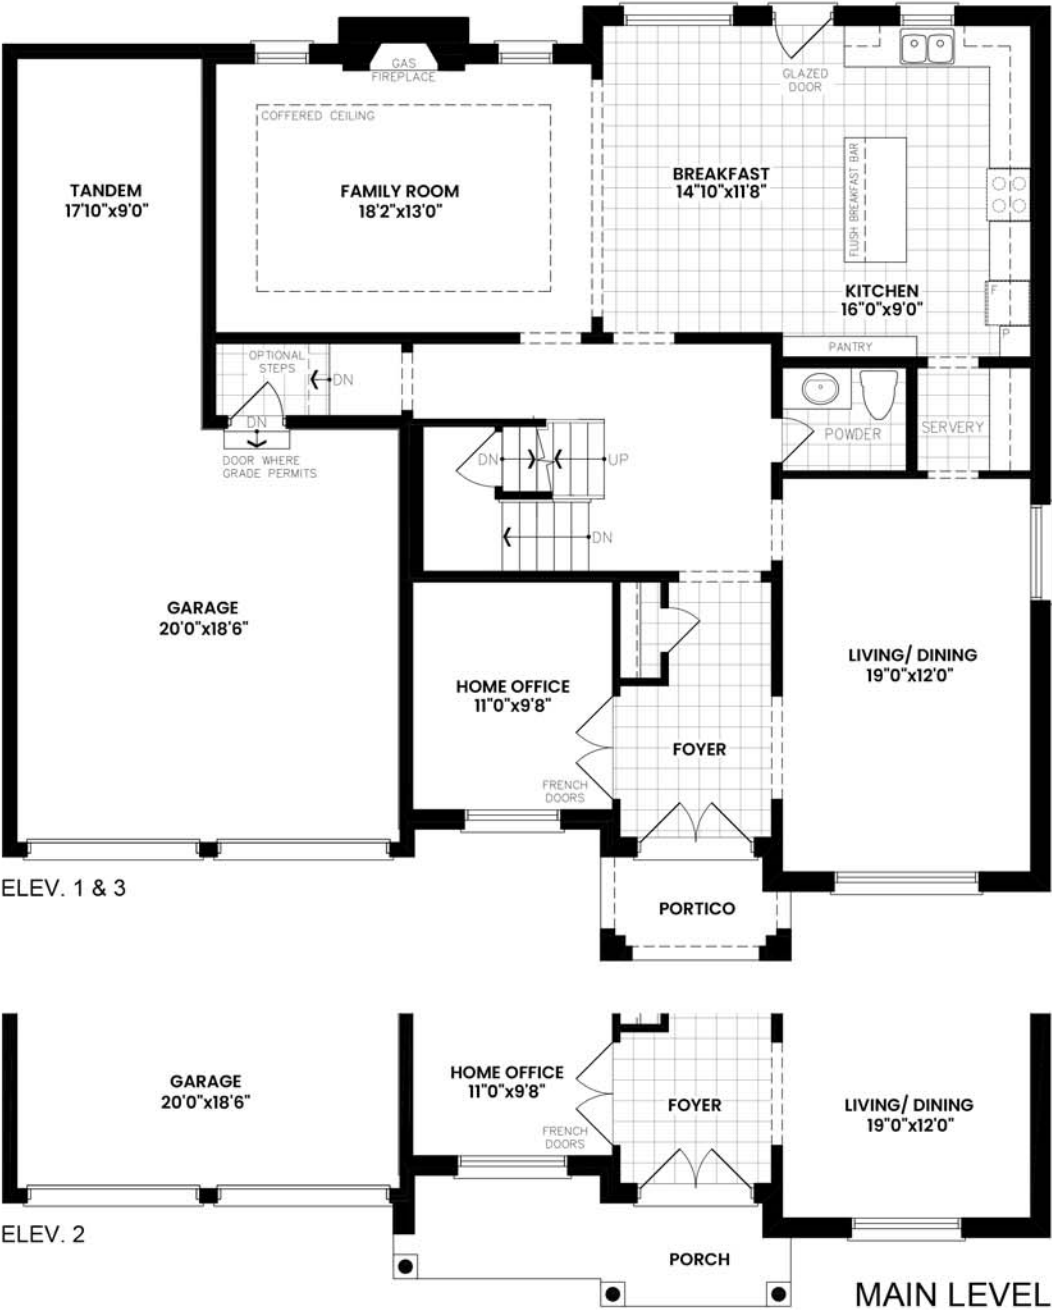 GAS
FIREPLACE
GLAZED
DOOR
COFFERED CEILING
TANDEM
17'10"x9'0"
FAMILY ROOM
18'2"x13'0"
BREAKFAST
14"10"x11'8"
FLUSH BREAKFAST BAR
KITCHEN
16"0"x9'0"
F
P
PANTRY
OPTIONAL
STEPS
DN
DN
DOOR WHERE
GRADE PERMITS
DN
UP
DN
POWDER
SERVERY
GARAGE
20'0"x18'6"
HOME OFFICE
11"0"x9'8"
FRENCH
DOORS
FOYER
LIVING/ DINING
19"0"x12'0"
PORTICO
ELEV. 1 & 3
GARAGE
20'0"x18'6"
HOME OFFICE
11"0"x9'8"
FRENCH
DOORS
FOYER
LIVING/ DINING
19"0"x12'0"
ELEV. 2
PORCH
MAIN LEVEL